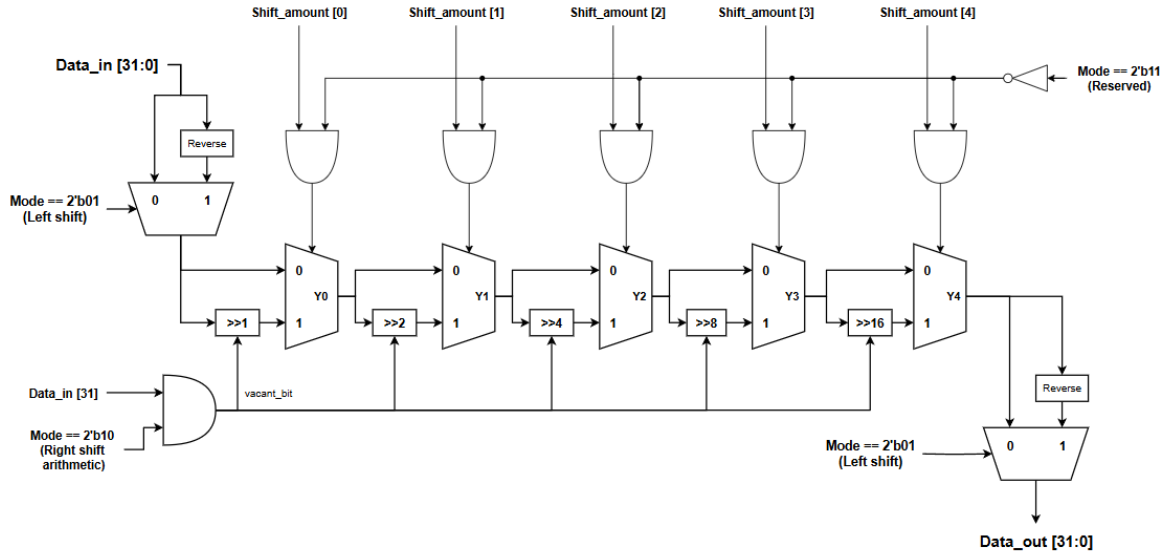 Shift_amount [0]
Shift_amount [1]
Shift_amount [2]
Shift_amount [3]
Shift_amount [4]
Data_in [31:0]
Mode == 2'b11
(Reserved)
Reverse
0
1
Mode == 2'b01
(Left shift)
0
Y0
1
>>1
0
Y1
1
>>2
0
Y2
1
>>4
0
Y3
1
>>8
0
Y4
1
>>16
Data_in [31]
vacant_bit
Mode == 2'b10
(Right shift
arithmetic)
Reverse
0
1
Mode == 2'b01
(Left shift)
Data_out [31:0]